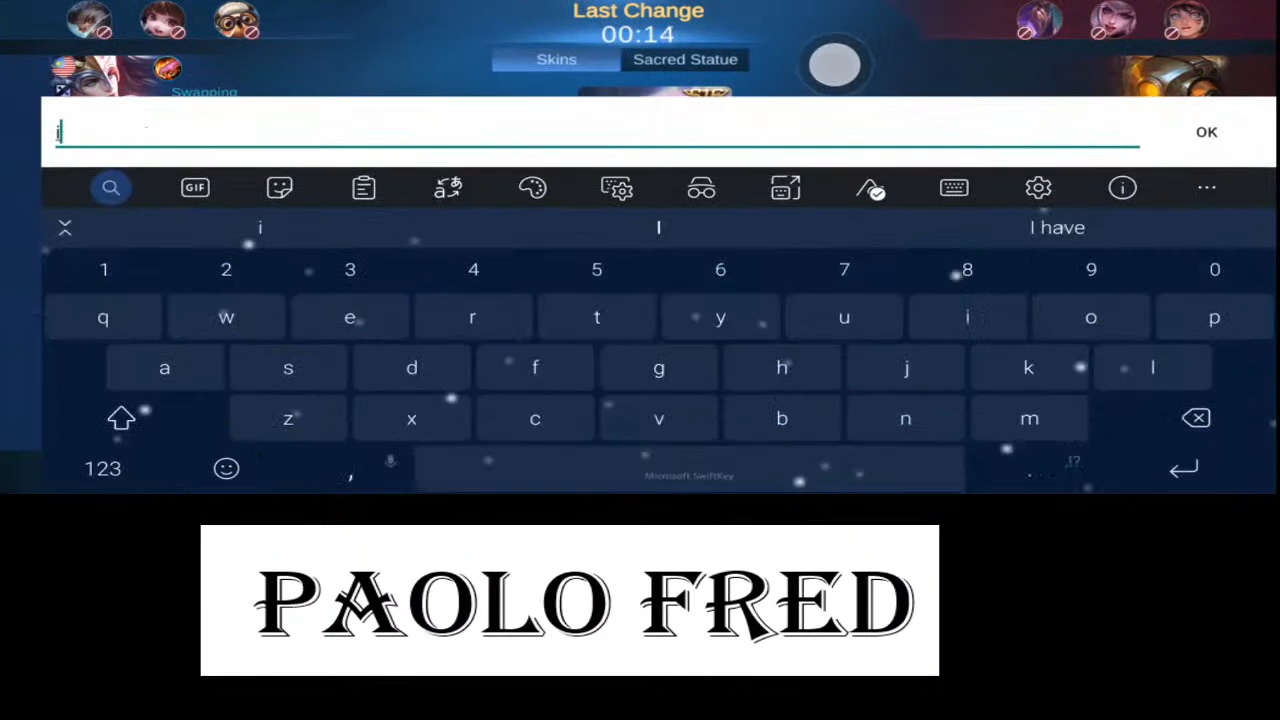 Last Change
00:14
Skins Sacred Statue
Swapping
i OK
GIF
i I I have
1 2 3 4 5 6 7 8 9 0
q w e r t y u i o p
a s d f g h j k l
z x c v b n m
123 , Microsoft SwiftKey . ,!?
PAOLO FRED